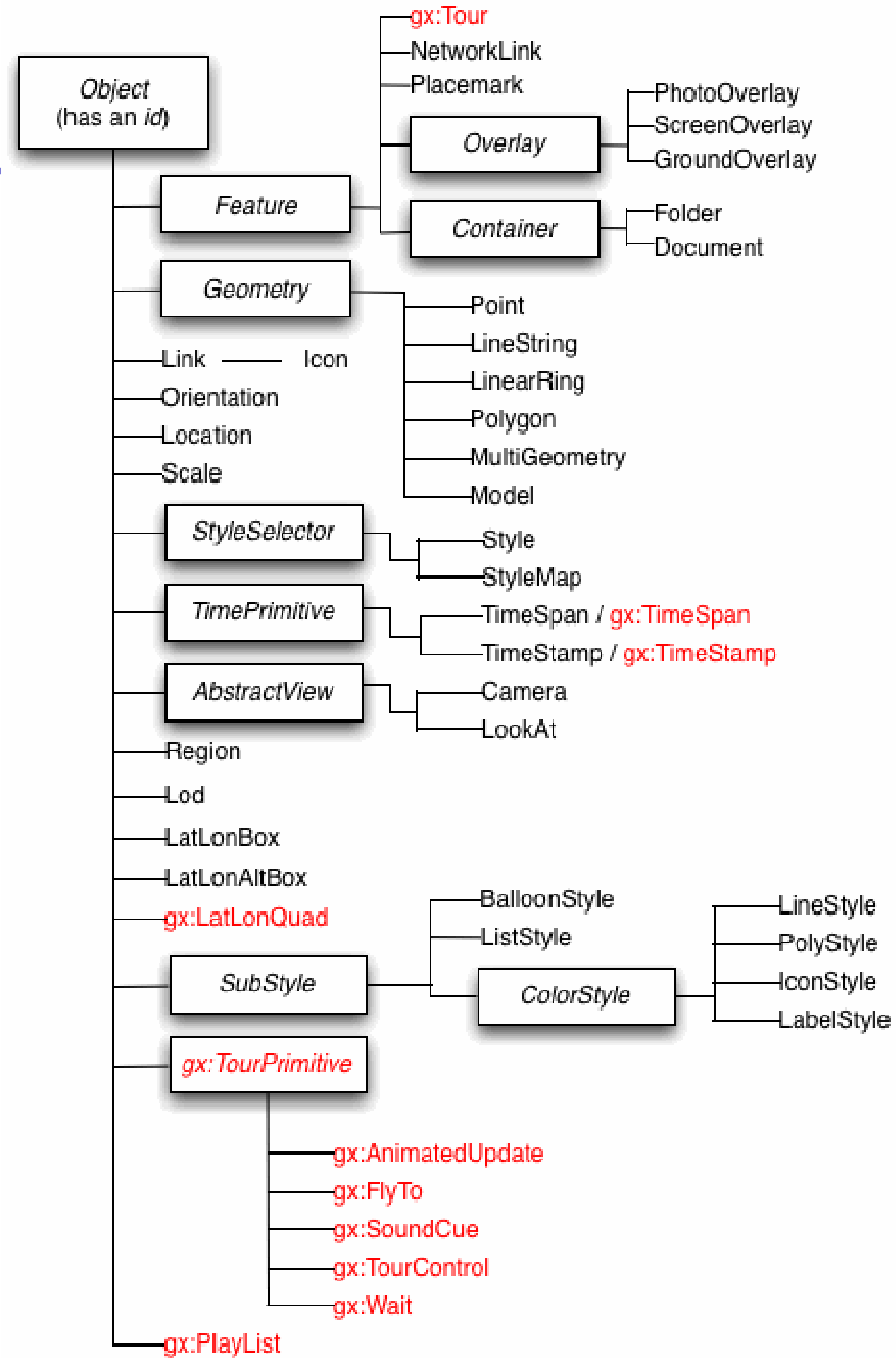 gx:Tour
NetworkLink
Placemark
Object
(has an id)
Overlay
PhotoOverlay
ScreenOverlay
GroundOverlay
Feature
Container
Folder
Document
Geometry
Point
LineString
LinearRing
Polygon
MultiGeometry
Model
Link Icon
Orientation
Location
Scale
StyleSelector
Style
StyleMap
TimePrimitive
TimeSpan / gx:TimeSpan
TimeStamp / gx:TimeStamp
AbstractView
Camera
LookAt
Region
Lod
LatLonBox
LatLonAltBox
gx:LatLonQuad
SubStyle
BalloonStyle
ListStyle
ColorStyle
LineStyle
PolyStyle
IconStyle
LabelStyle
gx:TourPrimitive
gx:AnimatedUpdate
gx:FlyTo
gx:SoundCue
gx:TourControl
gx:Wait
gx:PlayList